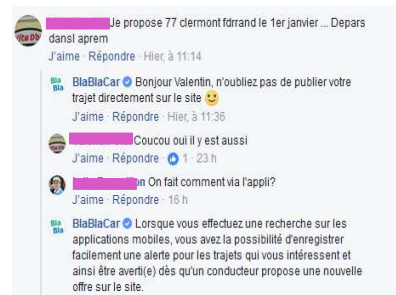 Je propose 77 clermont fdrrand le 1er janvier ... Depars
dansl aprem
J'aime · Répondre · Hier, à 11:14
Bla
Bla
BlaBlaCar Bonjour Valentin, n'oubliez pas de publier votre
trajet directement sur le site
J'aime · Répondre · Hier, à 11:36
Coucou oui il y est aussi
J'aime · Répondre · 1 · 23 h
On fait comment via l'appli?
J'aime · Répondre · 16 h
Bla
Bla
BlaBlaCar Lorsque vous effectuez une recherche sur les
applications mobiles, vous avez la possibilité d'enregistrer
facilement une alerte pour les trajets qui vous intéressent et
ainsi être averti(e) dès qu'un conducteur propose une nouvelle
offre sur le site.